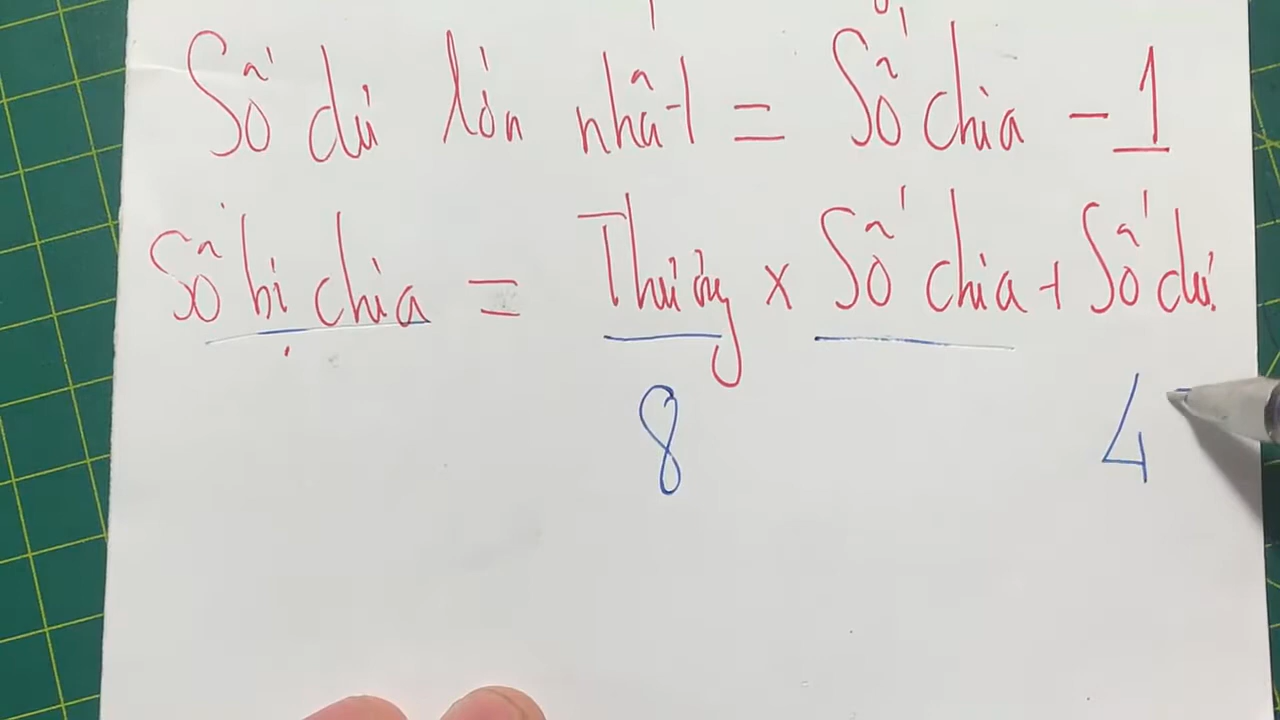 Số dư lớn nhất = Số chia - 1
Số bị chia = Thương x Số chia + Số dư
8 4